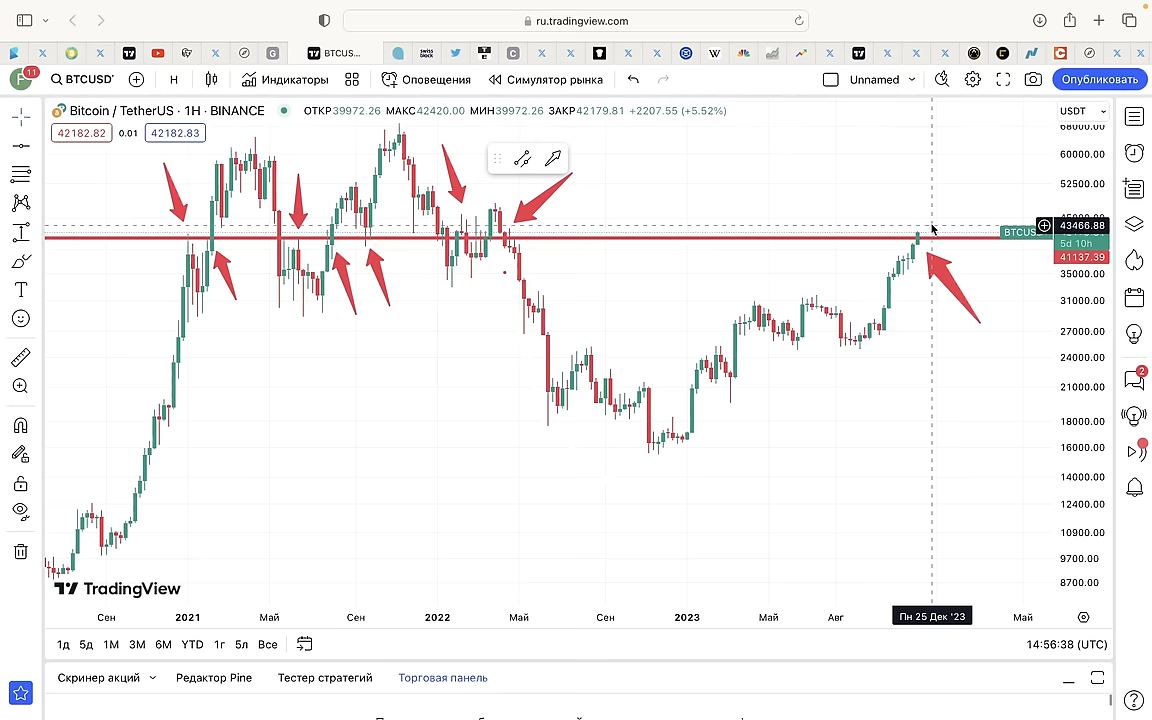 ru.tradingview.com
BTCUS...
11
BTCUSD'
Н
Индикаторы
Оповещения
Симулятор рынка
Unnamed
Опубликовать
Bitcoin / TetherUS · 1Н · BINANCE
ОТКР39972.26 МАКС42420.00 МИН39972.26 ЗАКР42179.81 +2207.55 (+5.52%)
USDT
42182.82 0.01 42182.83
68000.00
60000.00
52500.00
43466.88
BTCUS
5d 10h
41137.39
35000.00
31000.00
27000.00
24000.00
21000.00
18000.00
16000.00
14000.00
12400.00
10900.00
9700.00
8700.00
2
TradingView
Сен 2021 Май Сен 2022 Май Сен 2023 Май Авг Пн 25 Дек '23 Май
1д 5д 1М 3М 6М YTD 1г 5л Все
14:56:38 (UTC)
Скринер акций Редактор Pine Тестер стратегий Торговая панель